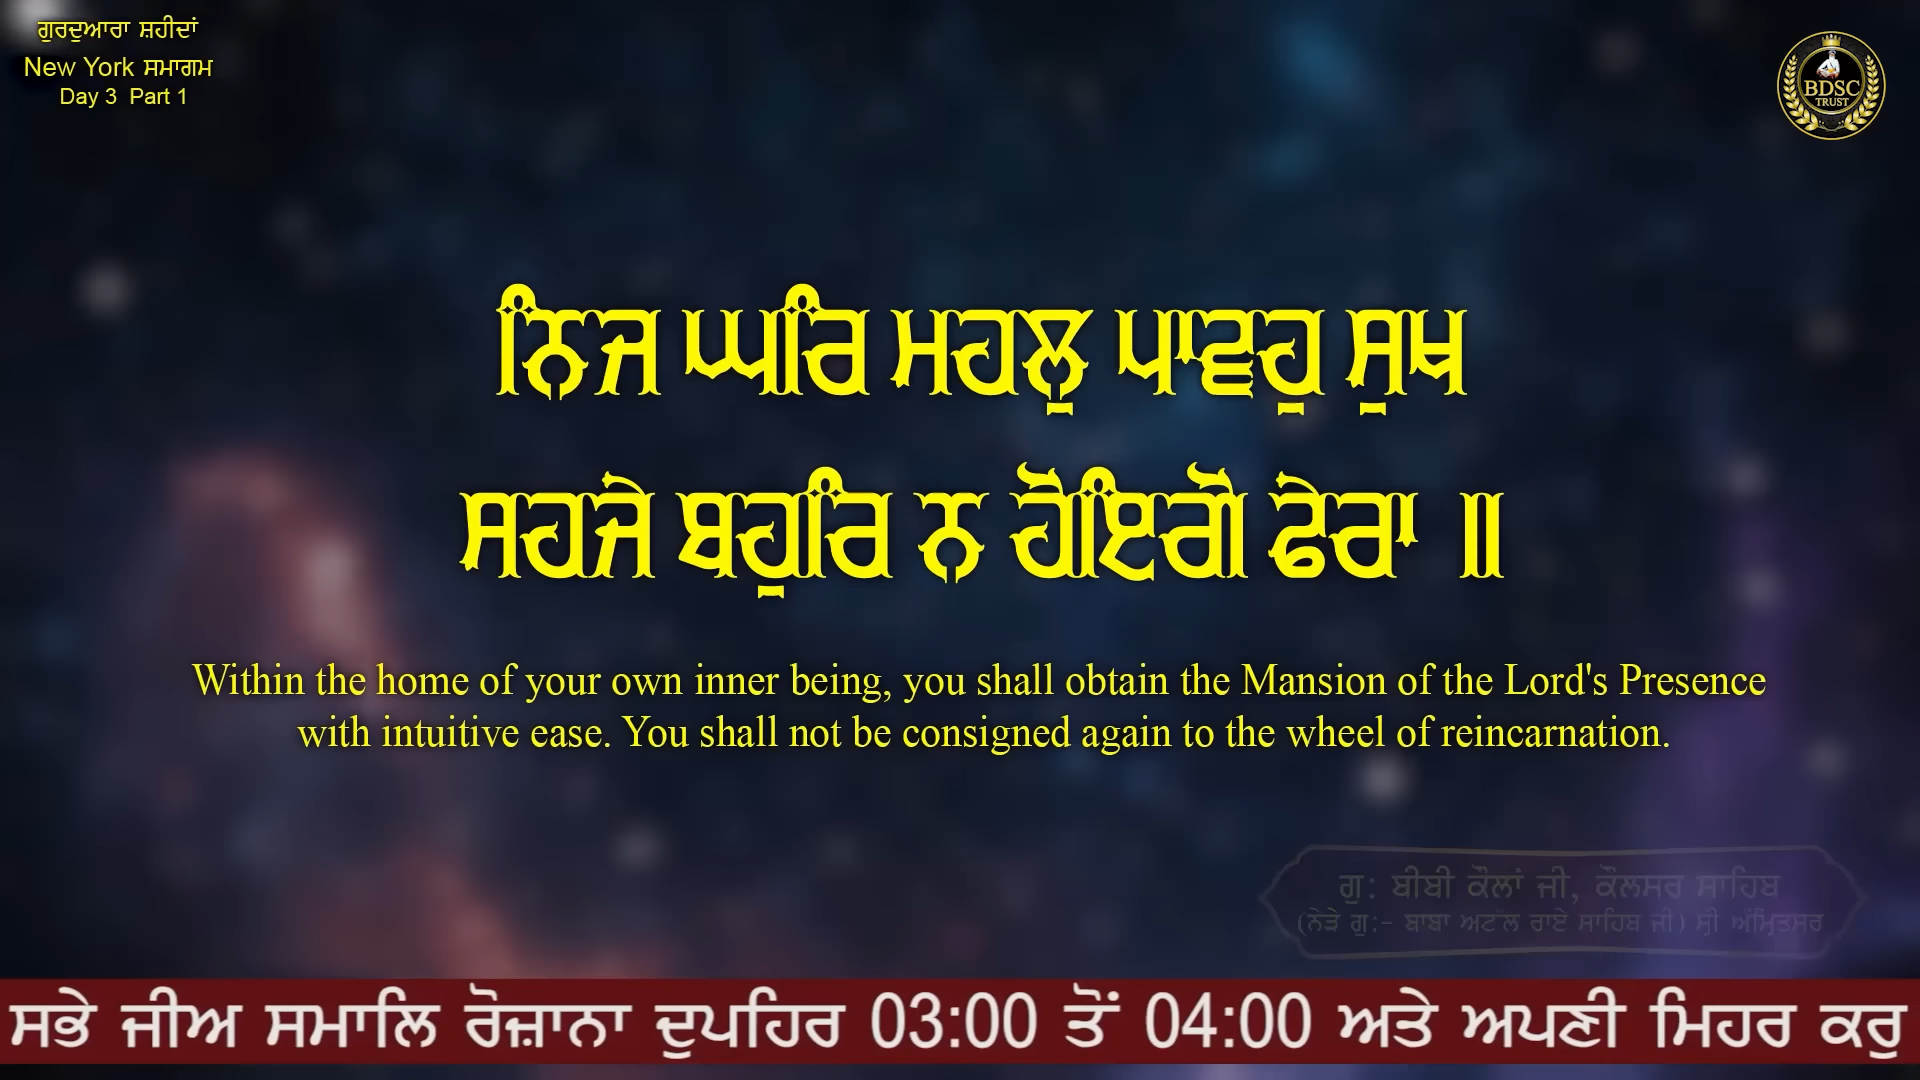 ਗੁਰਦੁਆਰਾ ਸ਼ਹੀਦਾਂ
New York ਸਮਾਗਮ
Day 3 Part 1
BDSC
TRUST
ਨਿਜ ਘਰਿ ਮਹਲੁ ਪਾਵਹੁ ਸੁਖ
ਸਹਜੇ ਬਹੁਰਿ ਨ ਹੋਇਗੋ ਫੇਰਾ ॥
Within the home of your own inner being, you shall obtain the Mansion of the Lord's Presence
with intuitive ease. You shall not be consigned again to the wheel of reincarnation.
ਗੁ: ਬੀਬੀ ਕੌਲਾਂ ਜੀ, ਕੌਲਸਰ ਸਾਹਿਬ
(ਨੇੜੇ ਗੁ:- ਬਾਬਾ ਅਟੱਲ ਰਾਏ ਸਾਹਿਬ ਜੀ) ਸ੍ਰੀ ਅੰਮ੍ਰਿਤਸਰ
ਸਭੇ ਜੀਅ ਸਮਾਲਿ ਰੋਜ਼ਾਨਾ ਦੁਪਹਿਰ 03:00 ਤੋਂ 04:00 ਅਤੇ ਅਪਣੀ ਮਿਹਰ ਕਰੁ